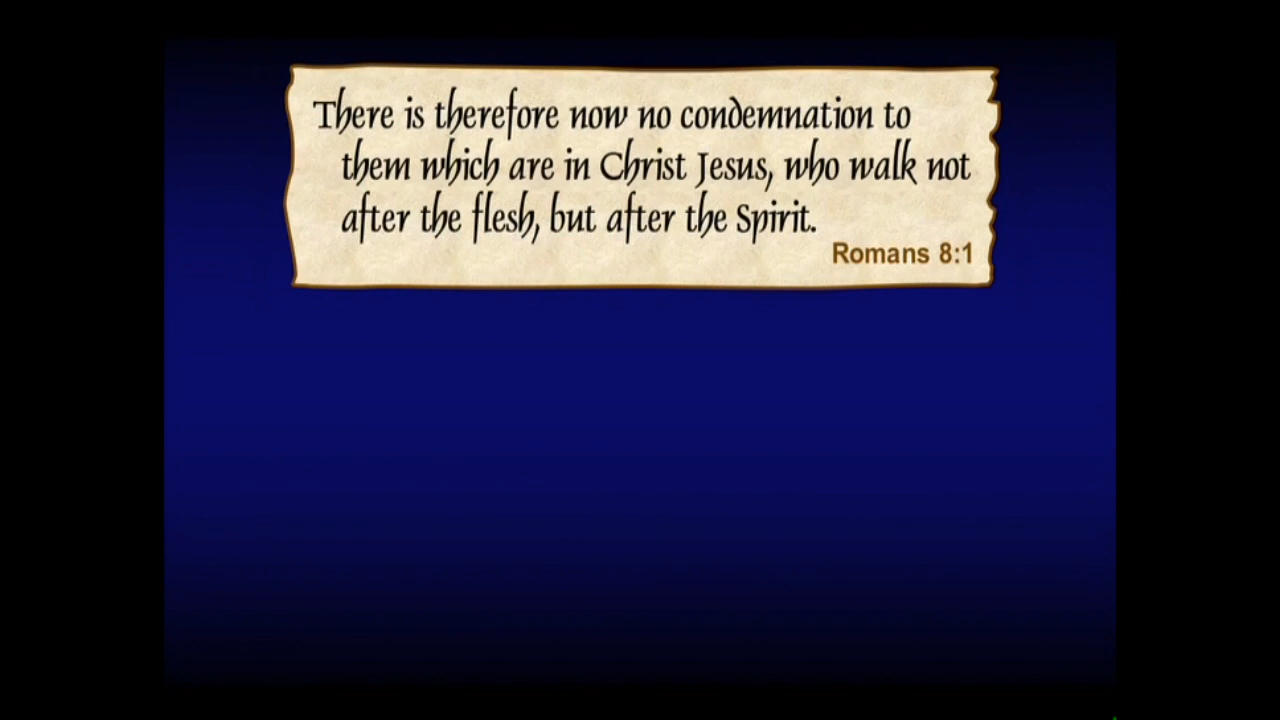 There is therefore now no condemnation to
them which are in Christ Jesus, who walk not
after the flesh, but after the Spirit.
Romans 8:1